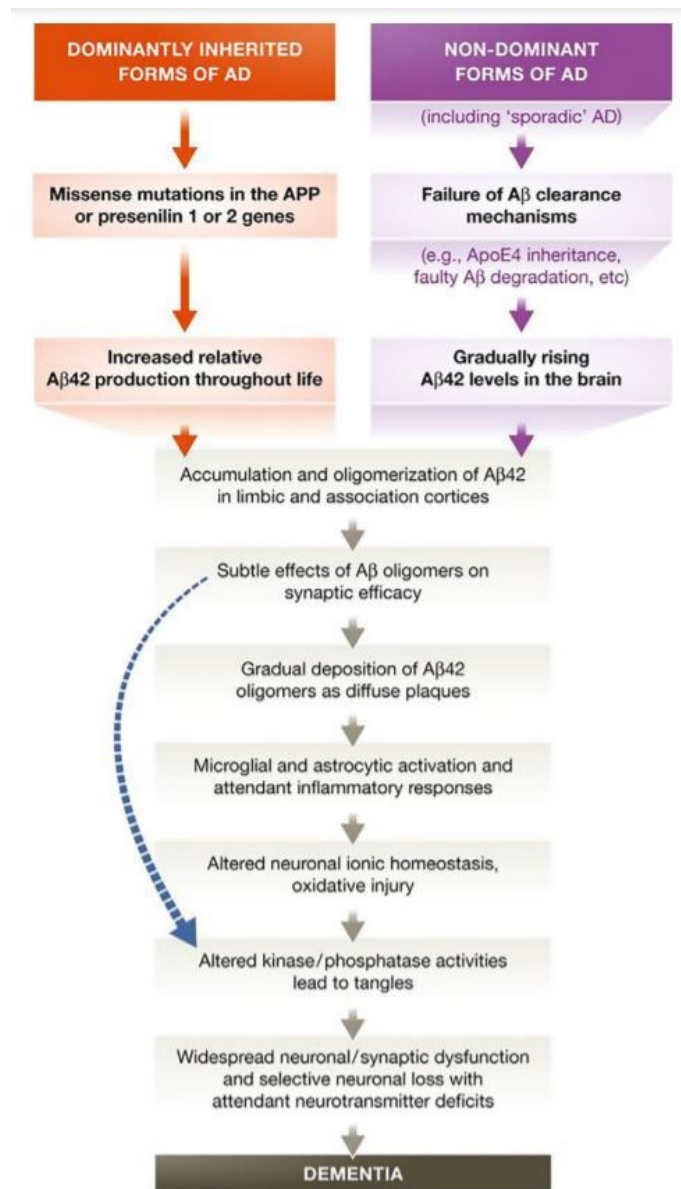 DOMINANTLY INHERITED
FORMS OF AD
NON-DOMINANT
FORMS OF AD
(including ‘sporadic’ AD)
Missense mutations in the APP
or presenilin 1 or 2 genes
Failure of Aβ clearance
mechanisms
(e.g., ApoE4 inheritance,
faulty Aβ degradation, etc)
Increased relative
Aβ42 production throughout life
Gradually rising
Aβ42 levels in the brain
Accumulation and oligomerization of Aβ42
in limbic and association cortices
Subtle effects of Aβ oligomers on
synaptic efficacy
Gradual deposition of Aβ42
oligomers as diffuse plaques
Microglial and astrocytic activation and
attendant inflammatory responses
Altered neuronal ionic homeostasis,
oxidative injury
Altered kinase/phosphatase activities
lead to tangles
Widespread neuronal/synaptic dysfunction
and selective neuronal loss with
attendant neurotransmitter deficits
DEMENTIA